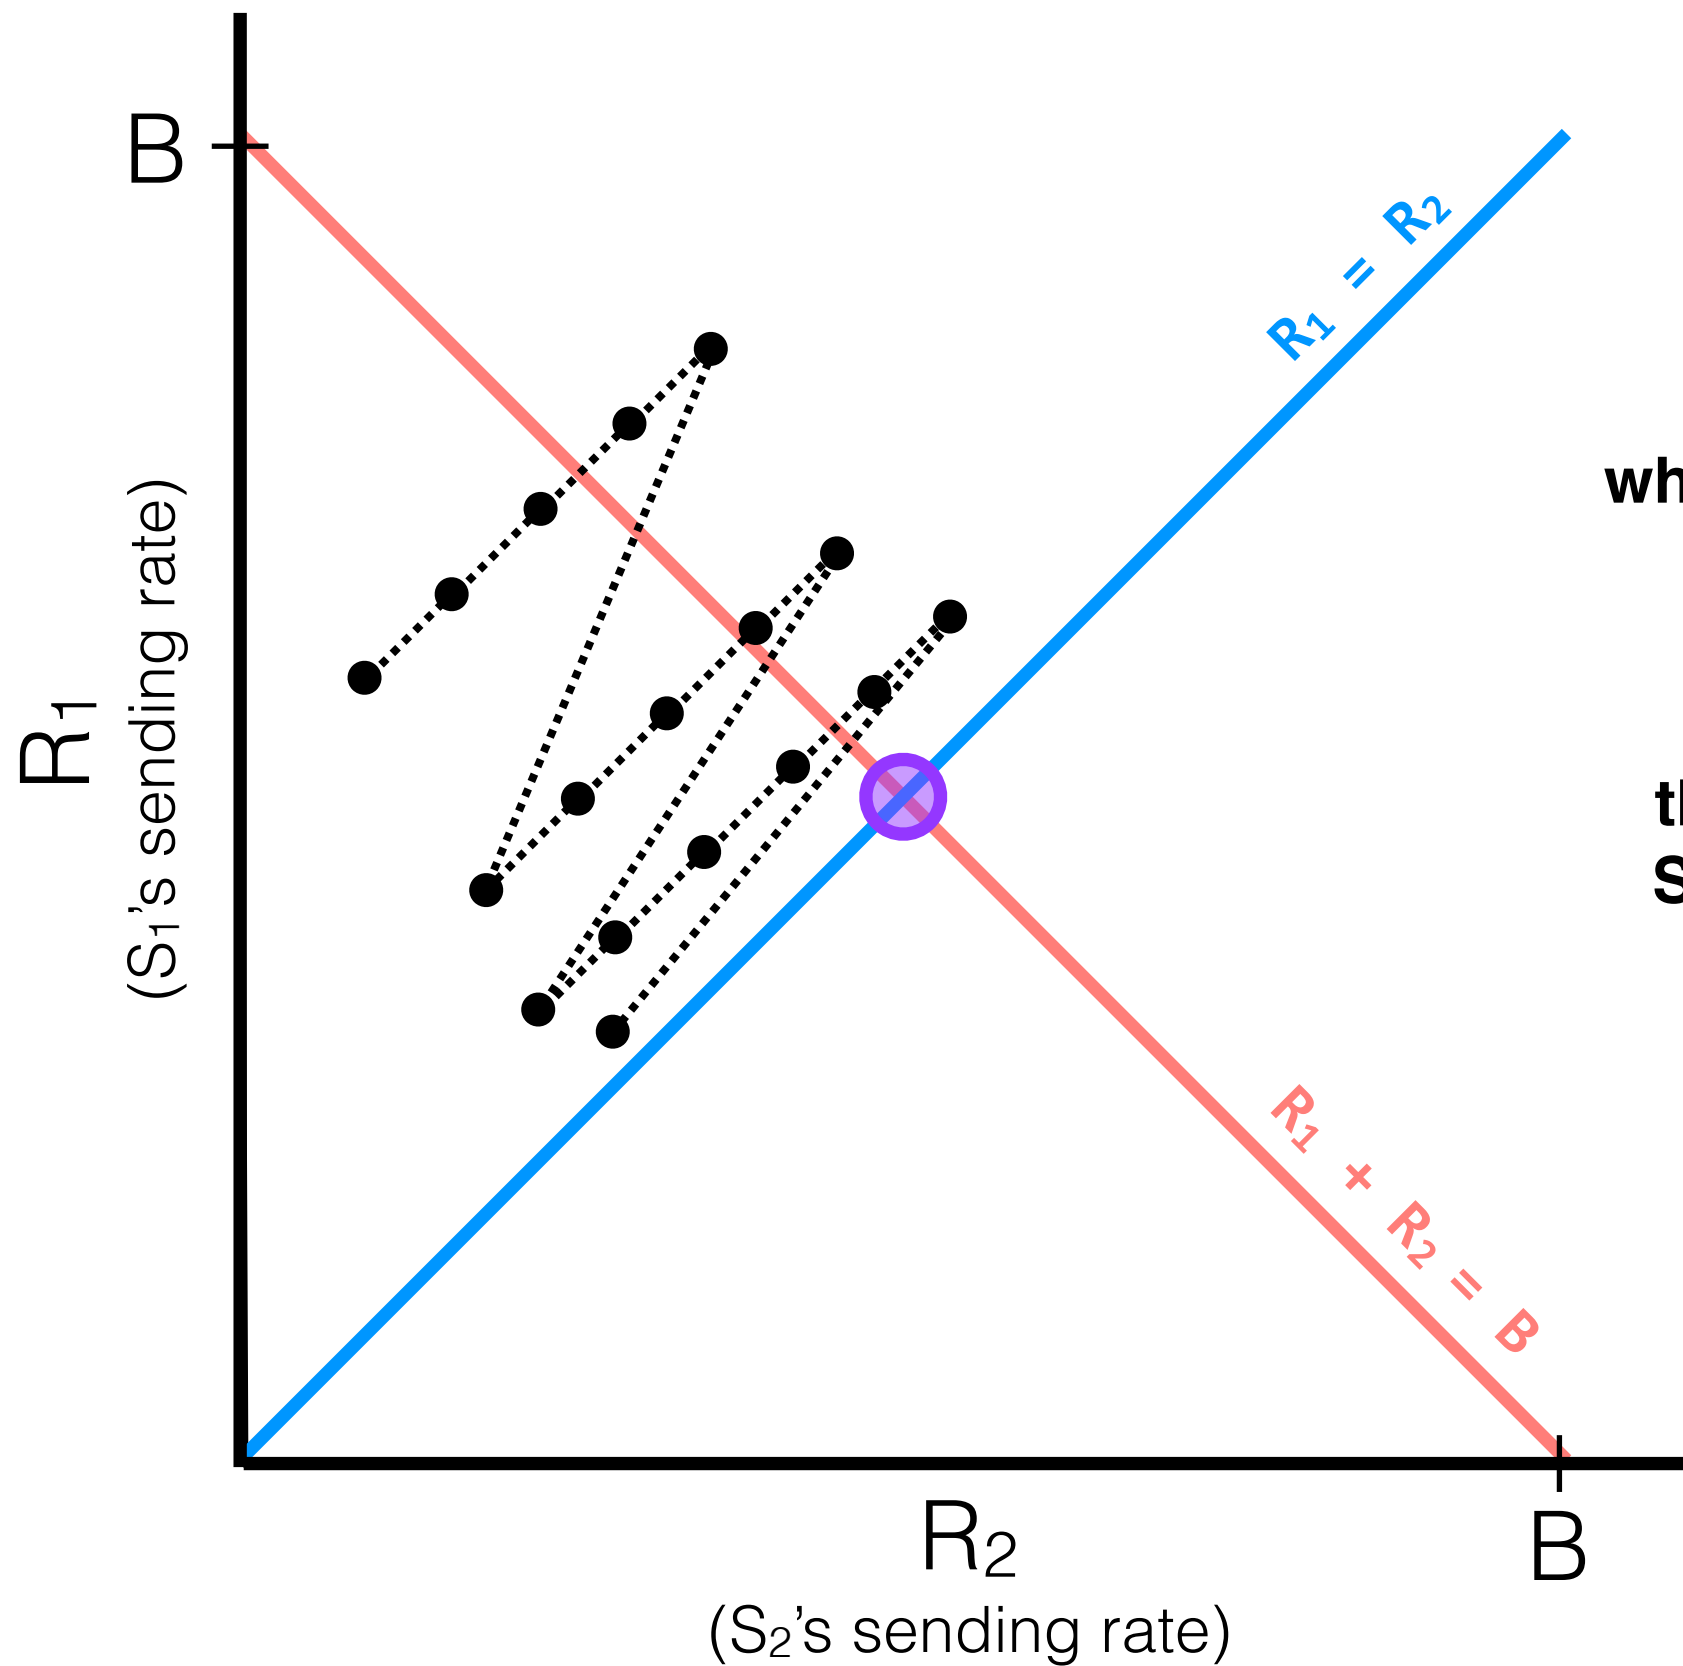 B
R₁ = R₂
R₁
(S₁’s sending rate)
R₁ + R₂ = B
R₂
B
(S₂’s sending rate)